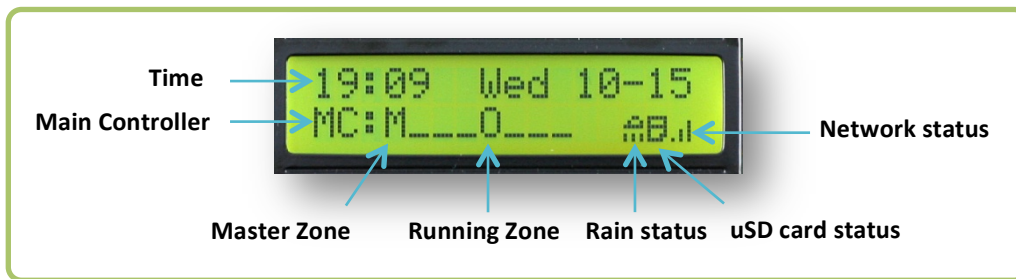 Time
19:09 Wed 10-15
Main Controller
MC:M___O___
Network status
Master Zone
Running Zone
Rain status
uSD card status